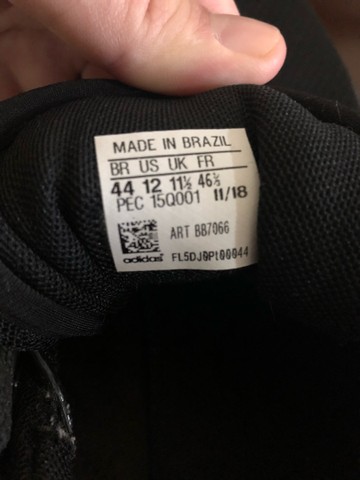 MADE IN BRAZIL
BR US UK FR
44 12 11½ 46⅔
PEC 15Q001 11/18
ART BB7066
adidas FL5DJ0Pt00044